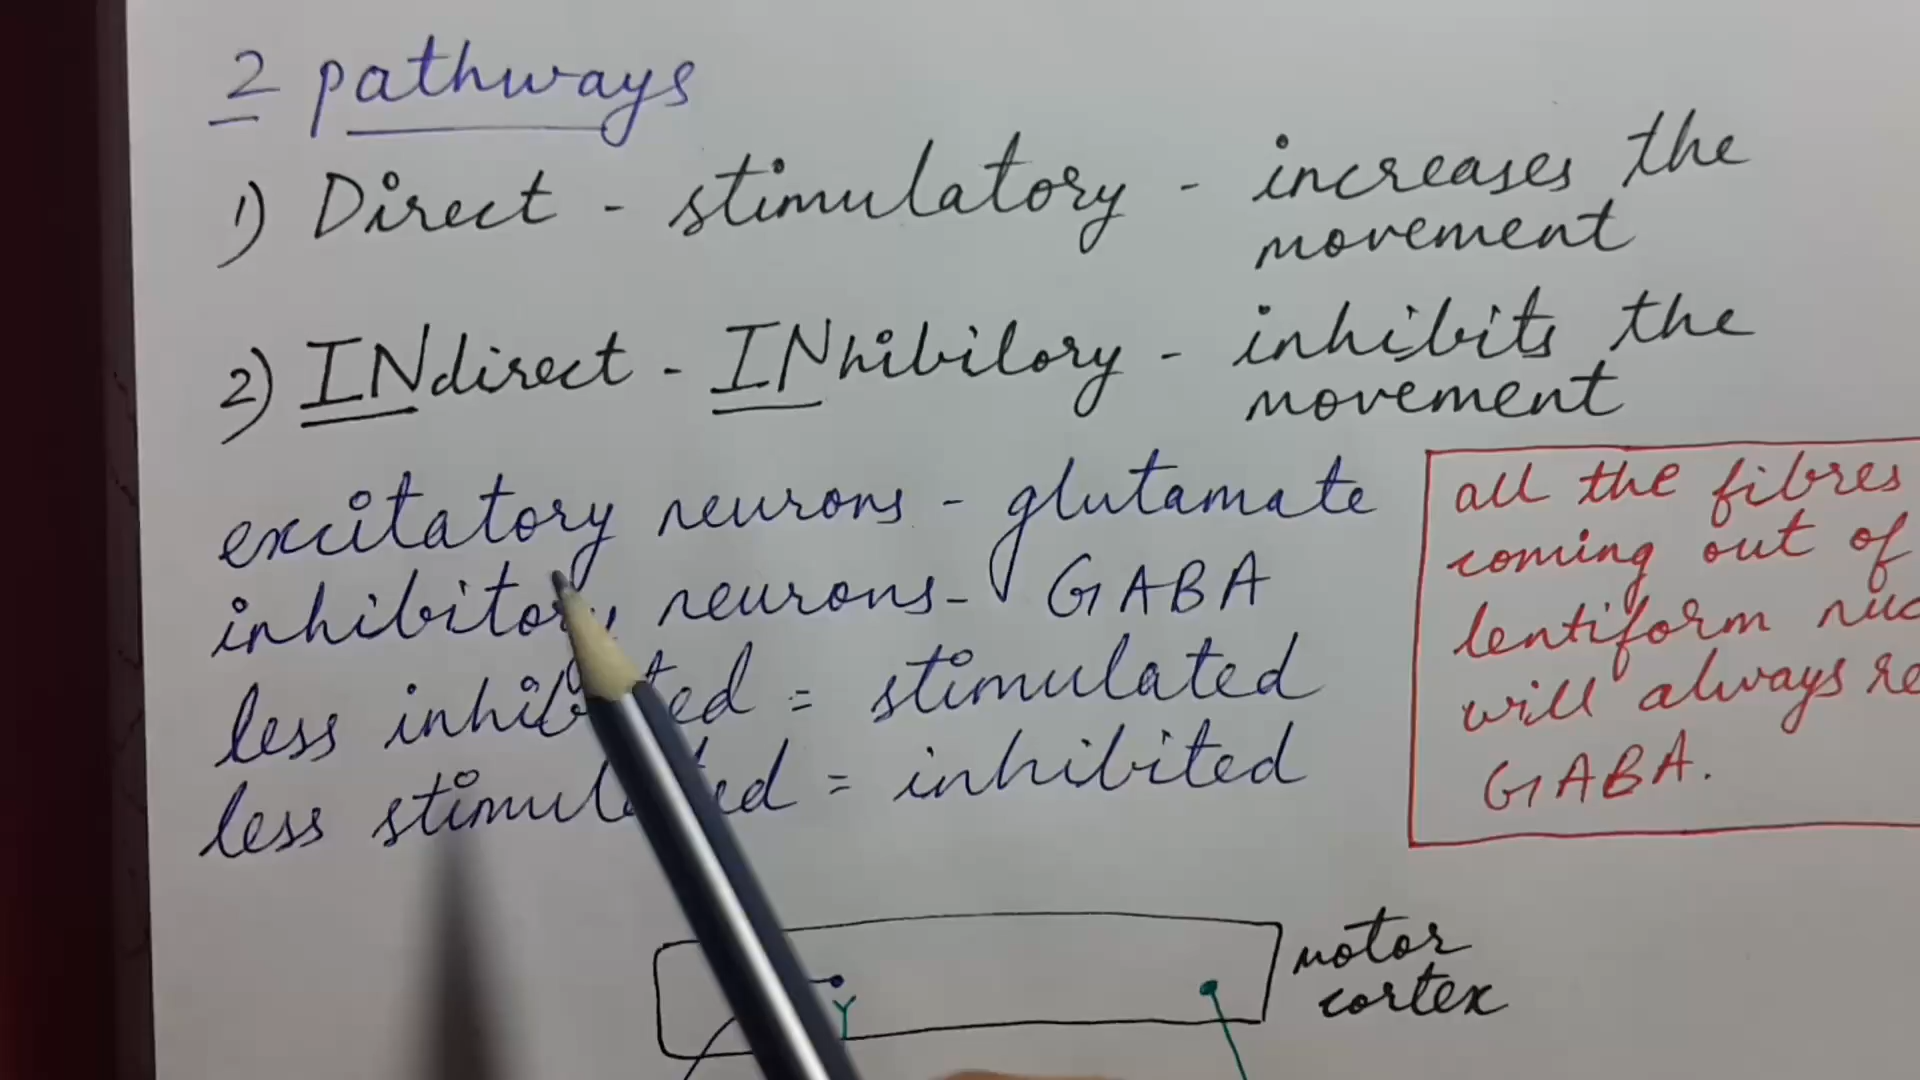 2 pathways
1) Direct - stimulatory - increases the
movement
2) INdirect - INhibilory - inhibits the
movement
excitatory neurons - glutamate
inhibitory neurons - GABA
less inhibited = stimulated
less stimulated = inhibited
all the fibres
coming out of
lentiform
will always
GABA.
motor
cortex